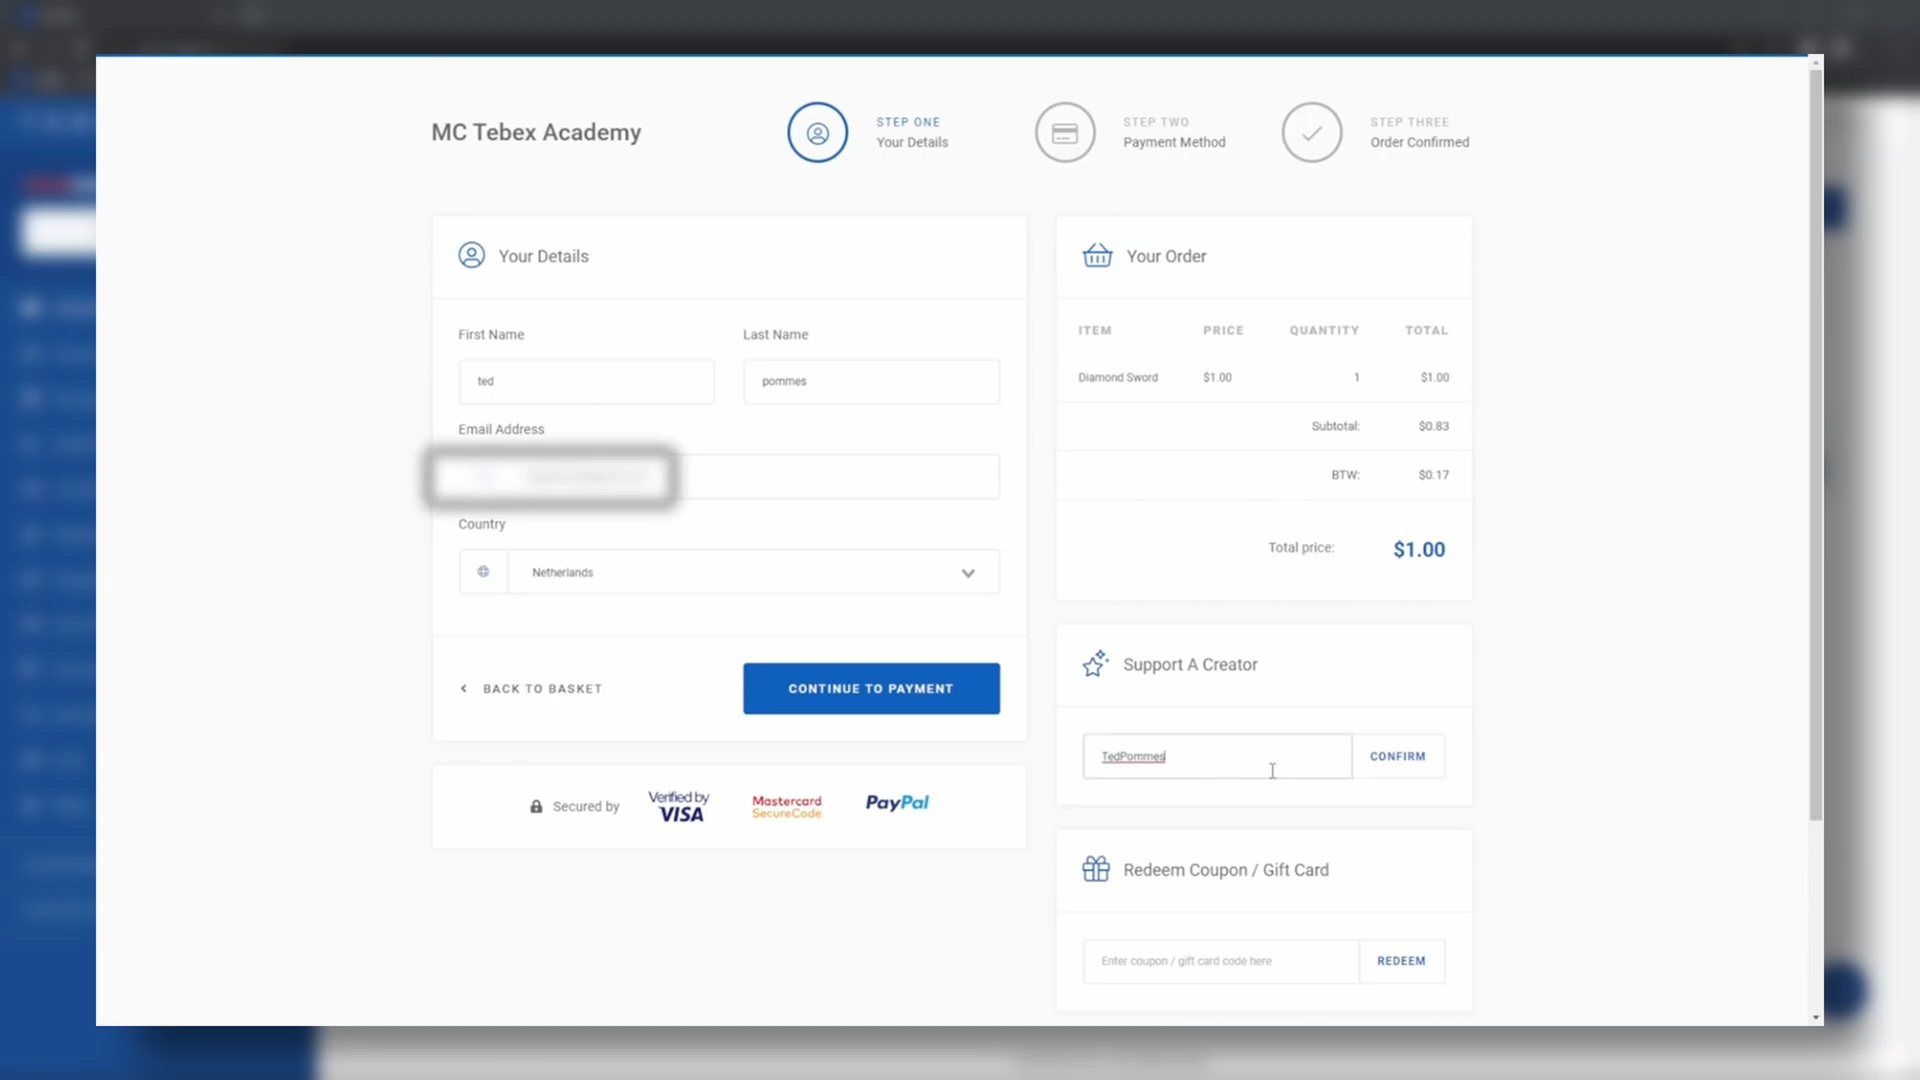 MC Tebex Academy
STEP ONE
Your Details
STEP TWO
Payment Method
STEP THREE
Order Confirmed
Your Details
First Name
Last Name
ted
pommes
Email Address
Country
Netherlands
BACK TO BASKET
CONTINUE TO PAYMENT
Secured by
Verified by
VISA
Mastercard
SecureCode
PayPal
Your Order
ITEM PRICE QUANTITY TOTAL
Diamond Sword $1.00 1 $1.00
Subtotal: $0.83
BTW: $0.17
Total price: $1.00
Support A Creator
TedPommes
CONFIRM
Redeem Coupon / Gift Card
Enter coupon / gift card code here
REDEEM